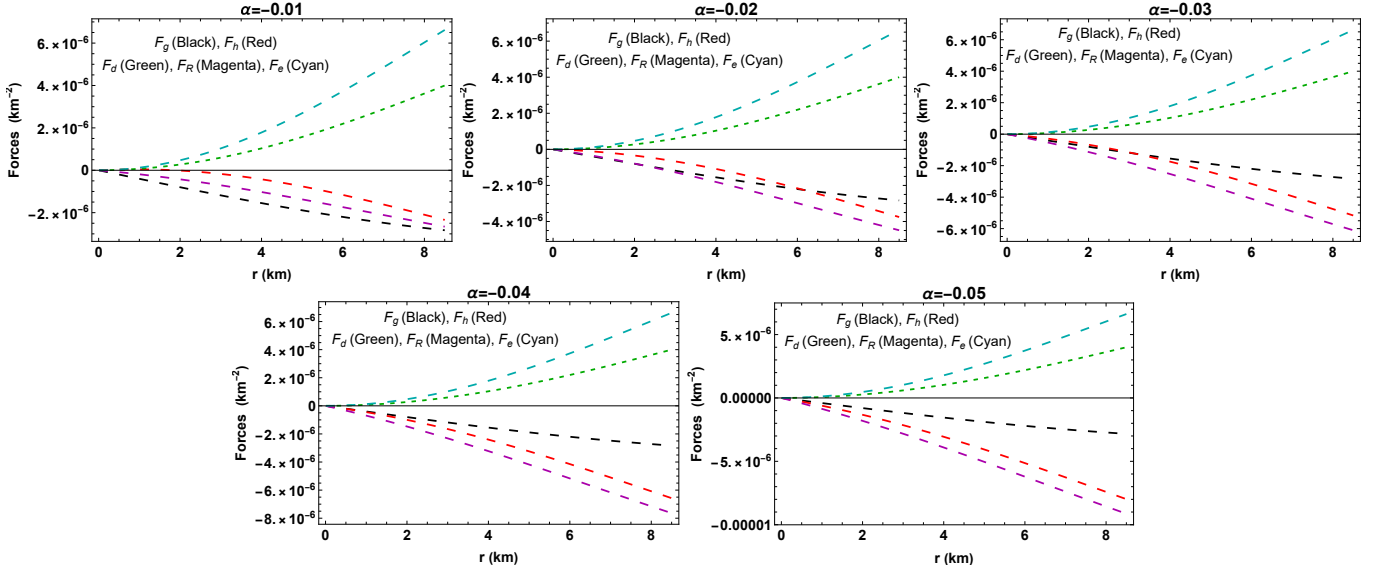 α=−0.01
F_g (Black), F_h (Red)
F_d (Green), F_R (Magenta), F_e (Cyan)
6.×10⁻⁶
4.×10⁻⁶
2.×10⁻⁶
0
−2.×10⁻⁶
Forces (km⁻²)
0 2 4 6 8
r (km)
α=−0.02
F_g (Black), F_h (Red)
F_d (Green), F_R (Magenta), F_e (Cyan)
6.×10⁻⁶
4.×10⁻⁶
2.×10⁻⁶
0
−2.×10⁻⁶
−4.×10⁻⁶
Forces (km⁻²)
0 2 4 6 8
r (km)
α=−0.03
F_g (Black), F_h (Red)
F_d (Green), F_R (Magenta), F_e (Cyan)
6.×10⁻⁶
4.×10⁻⁶
2.×10⁻⁶
0
−2.×10⁻⁶
−4.×10⁻⁶
−6.×10⁻⁶
Forces (km⁻²)
0 2 4 6 8
r (km)
α=−0.04
F_g (Black), F_h (Red)
F_d (Green), F_R (Magenta), F_e (Cyan)
6.×10⁻⁶
4.×10⁻⁶
2.×10⁻⁶
0
−2.×10⁻⁶
−4.×10⁻⁶
−6.×10⁻⁶
−8.×10⁻⁶
Forces (km⁻²)
0 2 4 6 8
r (km)
α=−0.05
F_g (Black), F_h (Red)
F_d (Green), F_R (Magenta), F_e (Cyan)
5.×10⁻⁶
0.00000
−5.×10⁻⁶
−0.00001
Forces (km⁻²)
0 2 4 6 8
r (km)